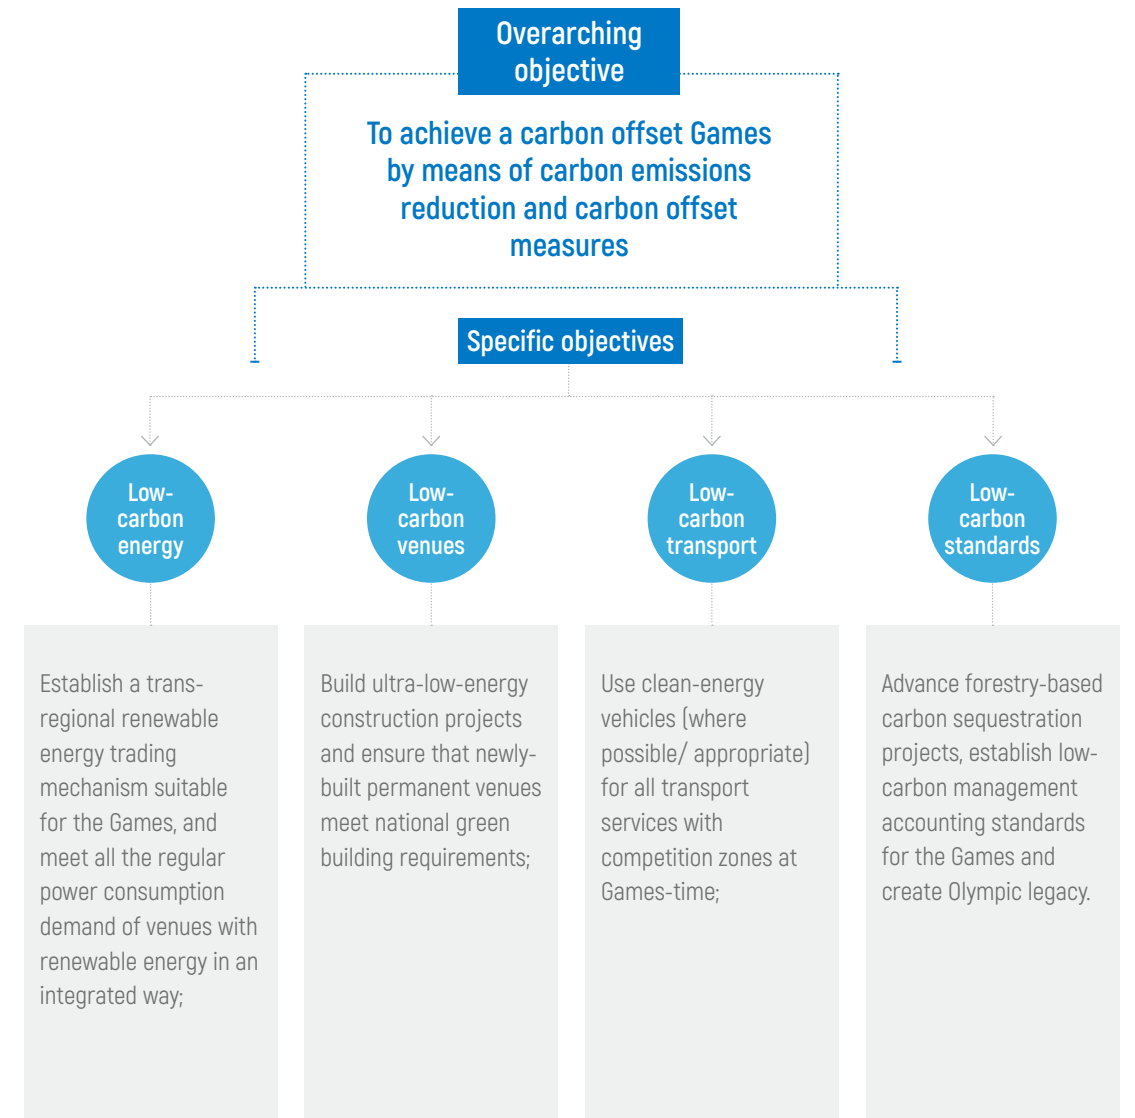 Overarching
objective
To achieve a carbon offset Games
by means of carbon emissions
reduction and carbon offset
measures
Specific objectives
Low-
carbon
energy
Low-
carbon
venues
Low-
carbon
transport
Low-
carbon
standards
Establish a trans-
regional renewable
energy trading
mechanism suitable
for the Games, and
meet all the regular
power consumption
demand of venues with
renewable energy in an
integrated way;
Build ultra-low-energy
construction projects
and ensure that newly-
built permanent venues
meet national green
building requirements;
Use clean-energy
vehicles (where
possible/ appropriate)
for all transport
services with
competition zones at
Games-time;
Advance forestry-based
carbon sequestration
projects, establish low-
carbon management
accounting standards
for the Games and
create Olympic legacy.